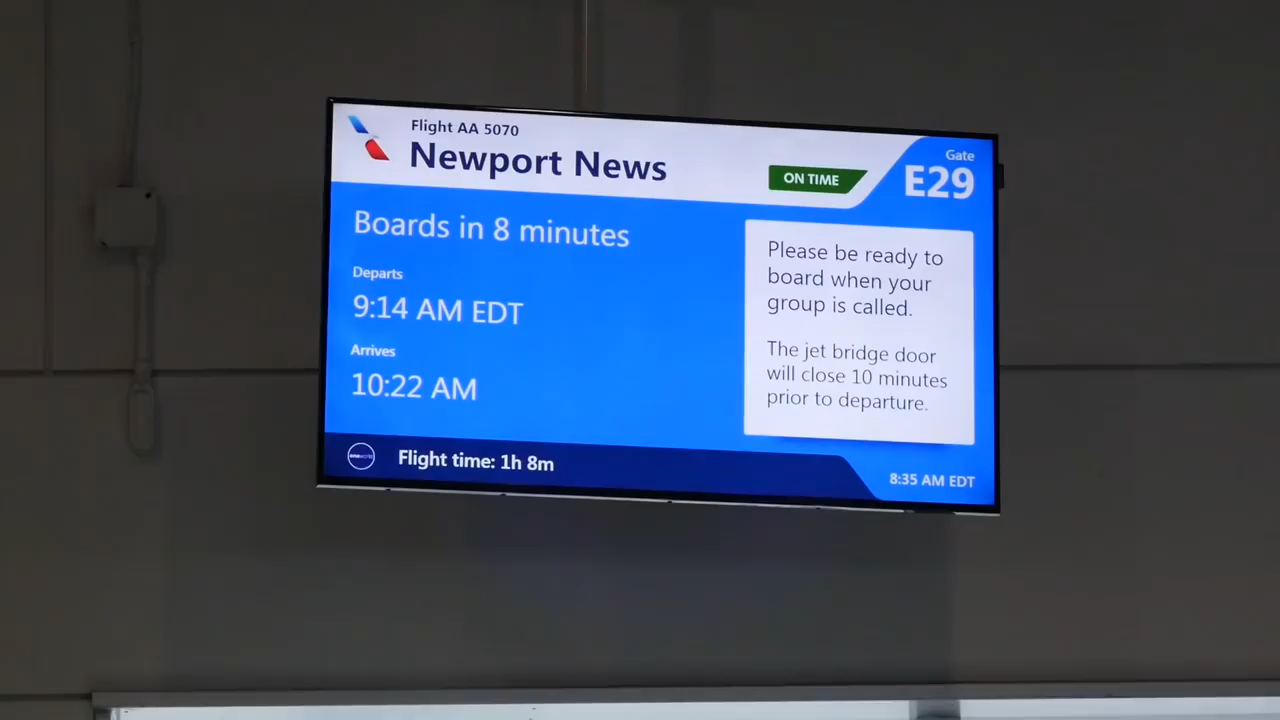 Flight AA 5070
Newport News
ON TIME
Gate
E29
Boards in 8 minutes
Departs
9:14 AM EDT
Arrives
10:22 AM
Please be ready to
board when your
group is called.
The jet bridge door
will close 10 minutes
prior to departure.
oneworld
Flight time: 1h 8m
8:35 AM EDT